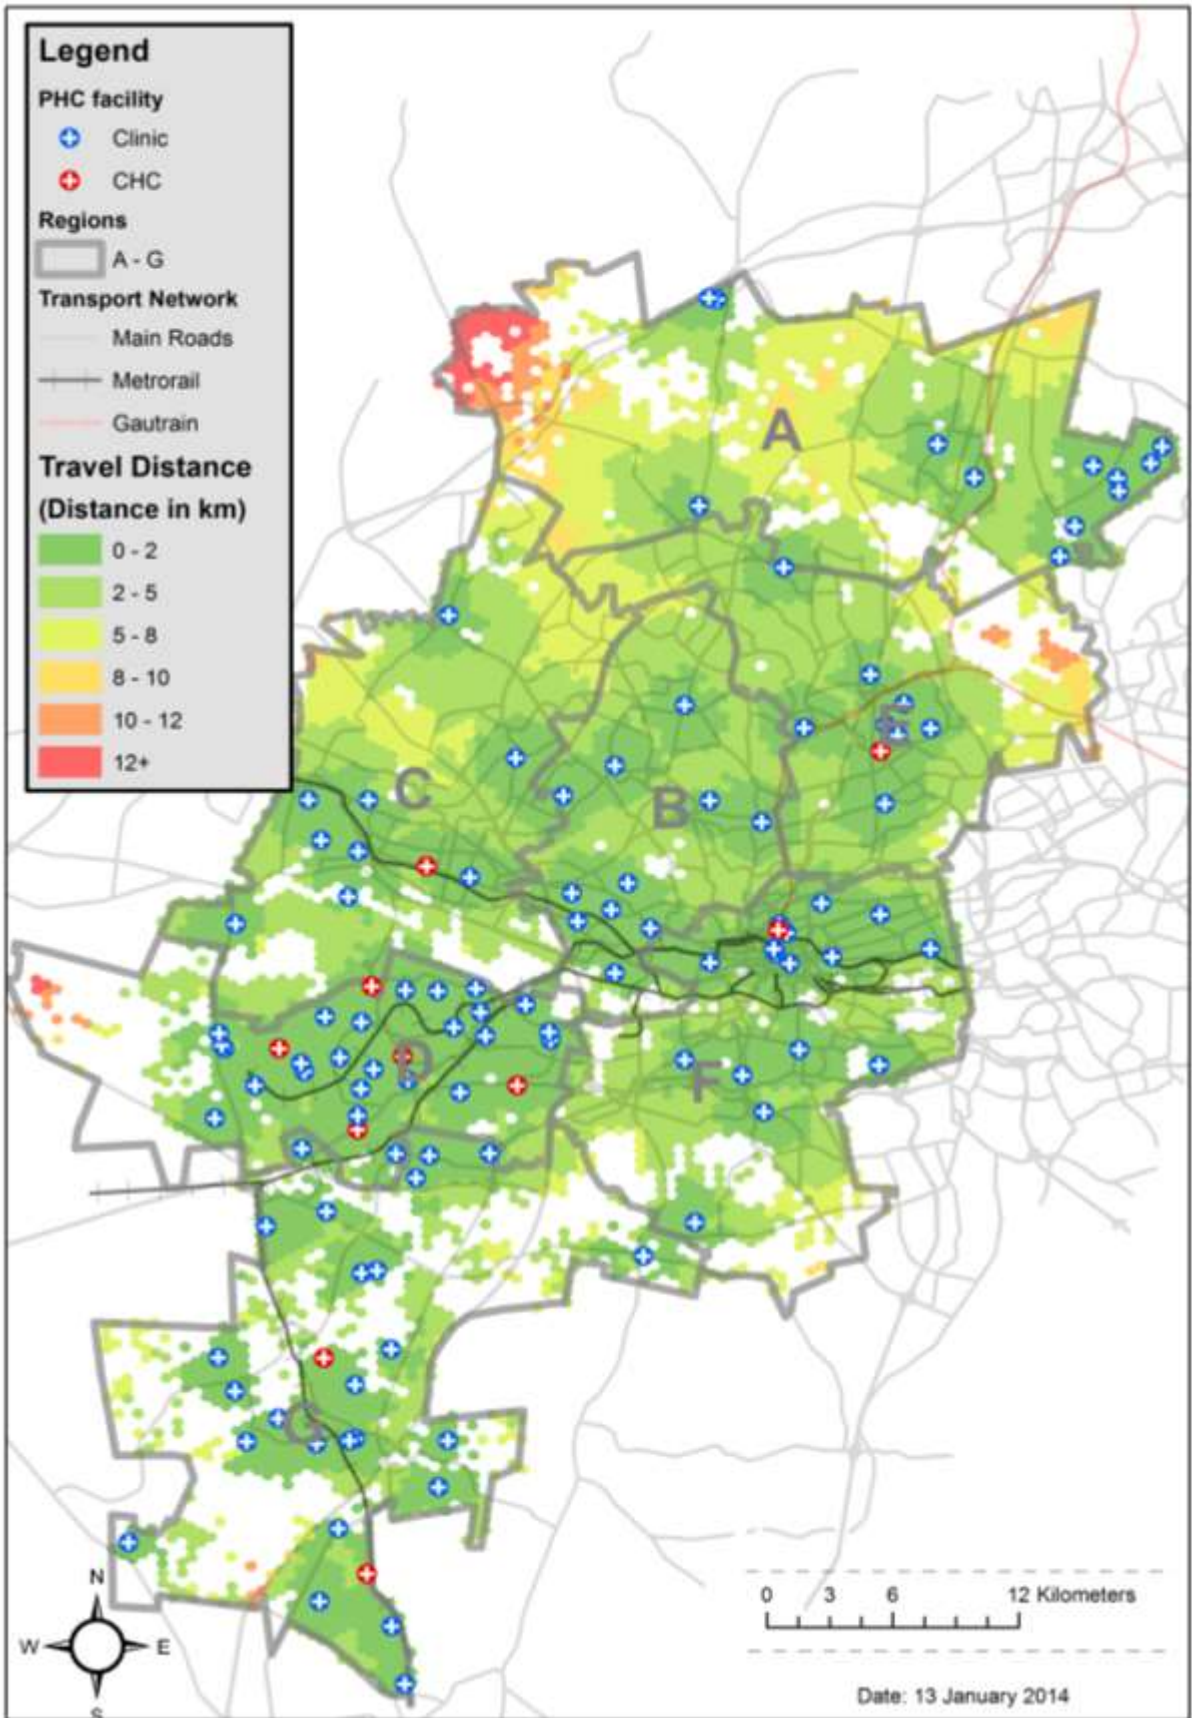 Legend
PHC facility
Clinic
CHC
Regions
A - G
Transport Network
Main Roads
Metrorail
Gautrain
Travel Distance
(Distance in km)
0 - 2
2 - 5
5 - 8
8 - 10
10 - 12
12+
A
E
C
B
D
F
G
N
W
E
S
0 3 6 12 Kilometers
Date: 13 January 2014